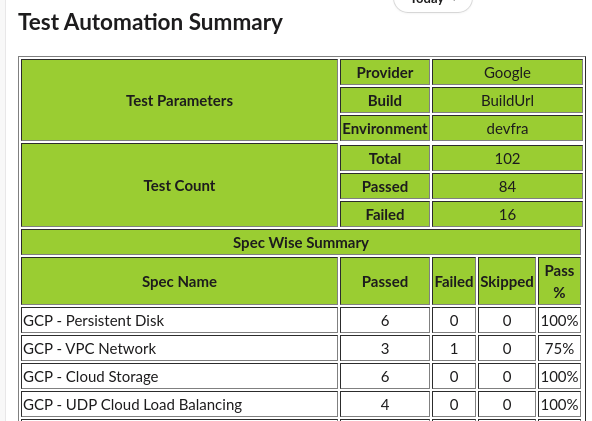 Today
Test Automation Summary
Test Parameters
Provider Google
Build BuildUrl
Environment devfra
Test Count
Total 102
Passed 84
Failed 16
Spec Wise Summary
Spec Name Passed Failed Skipped Pass %
GCP - Persistent Disk 6 0 0 100%
GCP - VPC Network 3 1 0 75%
GCP - Cloud Storage 6 0 0 100%
GCP - UDP Cloud Load Balancing 4 0 0 100%